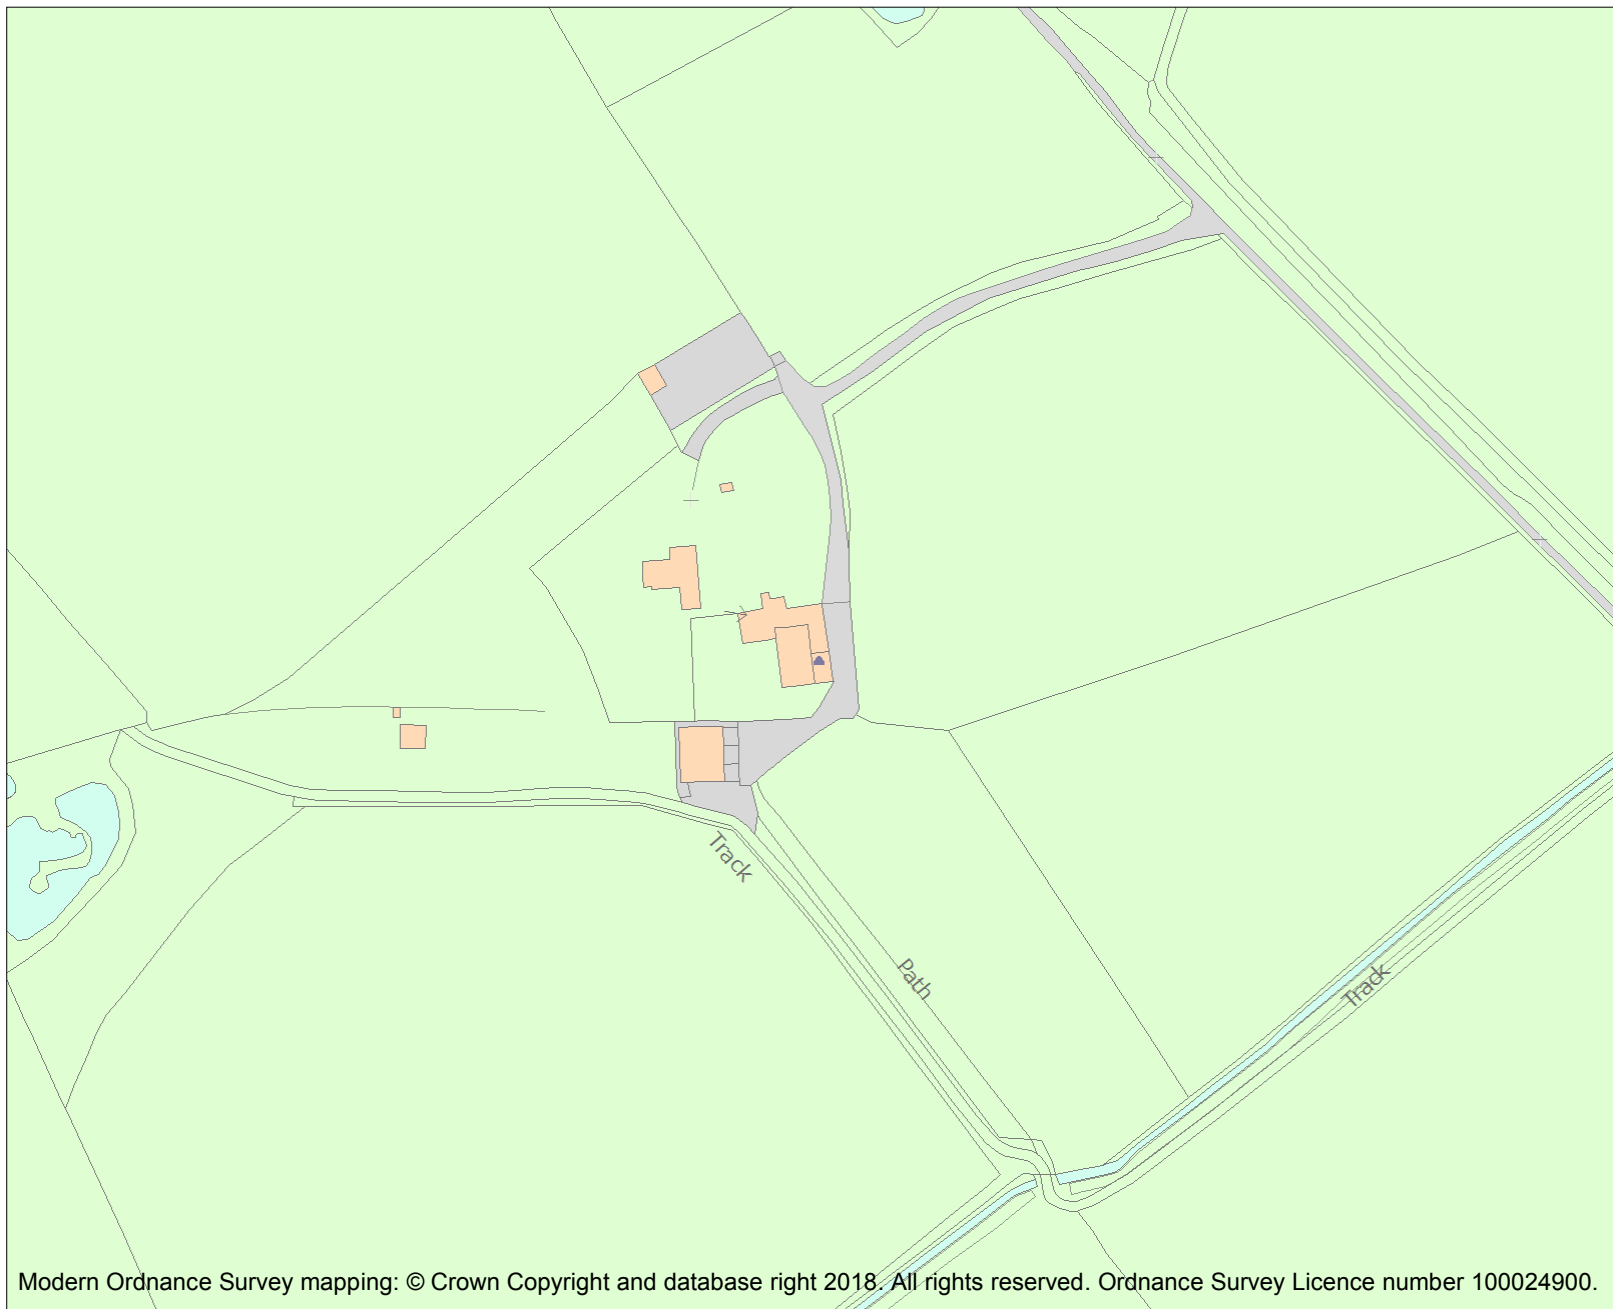 Track
Path
Track
Modern Ordnance Survey mapping: © Crown Copyright and database right 2018. All rights reserved. Ordnance Survey Licence number 100024900.